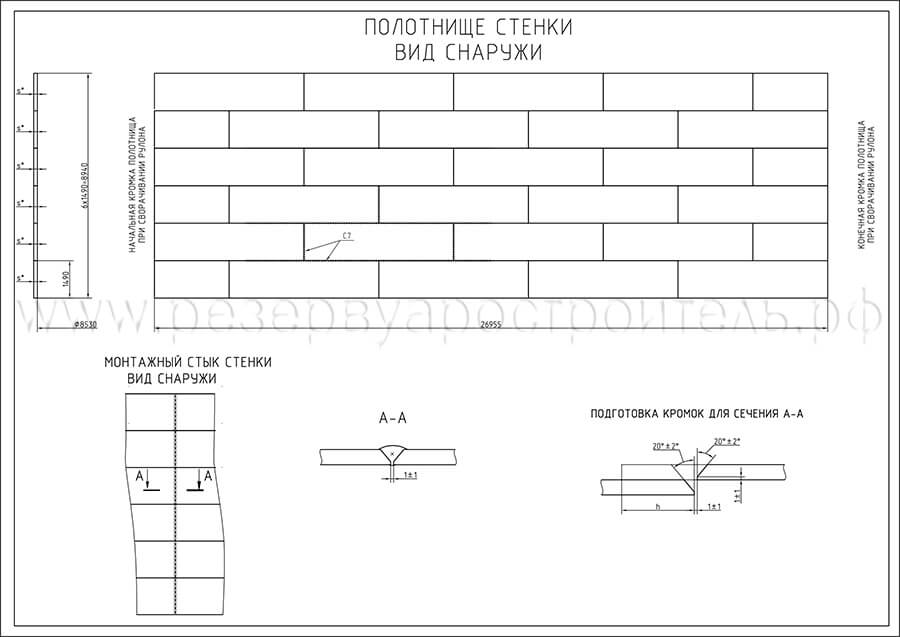 ПОЛОТНИЩЕ СТЕНКИ
ВИД СНАРУЖИ
s*
s*
s*
s*
s*
s*
6х1490=8940
1490
Ф8530
НАЧАЛЬНАЯ КРОМКА ПОЛОТНИЩА
ПРИ СВОРАЧИВАНИИ РУЛОНА
С7
26955
КОНЕЧНАЯ КРОМКА ПОЛОТНИЩА
ПРИ СВОРАЧИВАНИИ РУЛОНА
www.резервуаростроитель.рф
МОНТАЖНЫЙ СТЫК СТЕНКИ
ВИД СНАРУЖИ
А
А
А-А
1±1
ПОДГОТОВКА КРОМОК ДЛЯ СЕЧЕНИЯ А-А
20°±2°
20°±2°
h
1±1
1±1